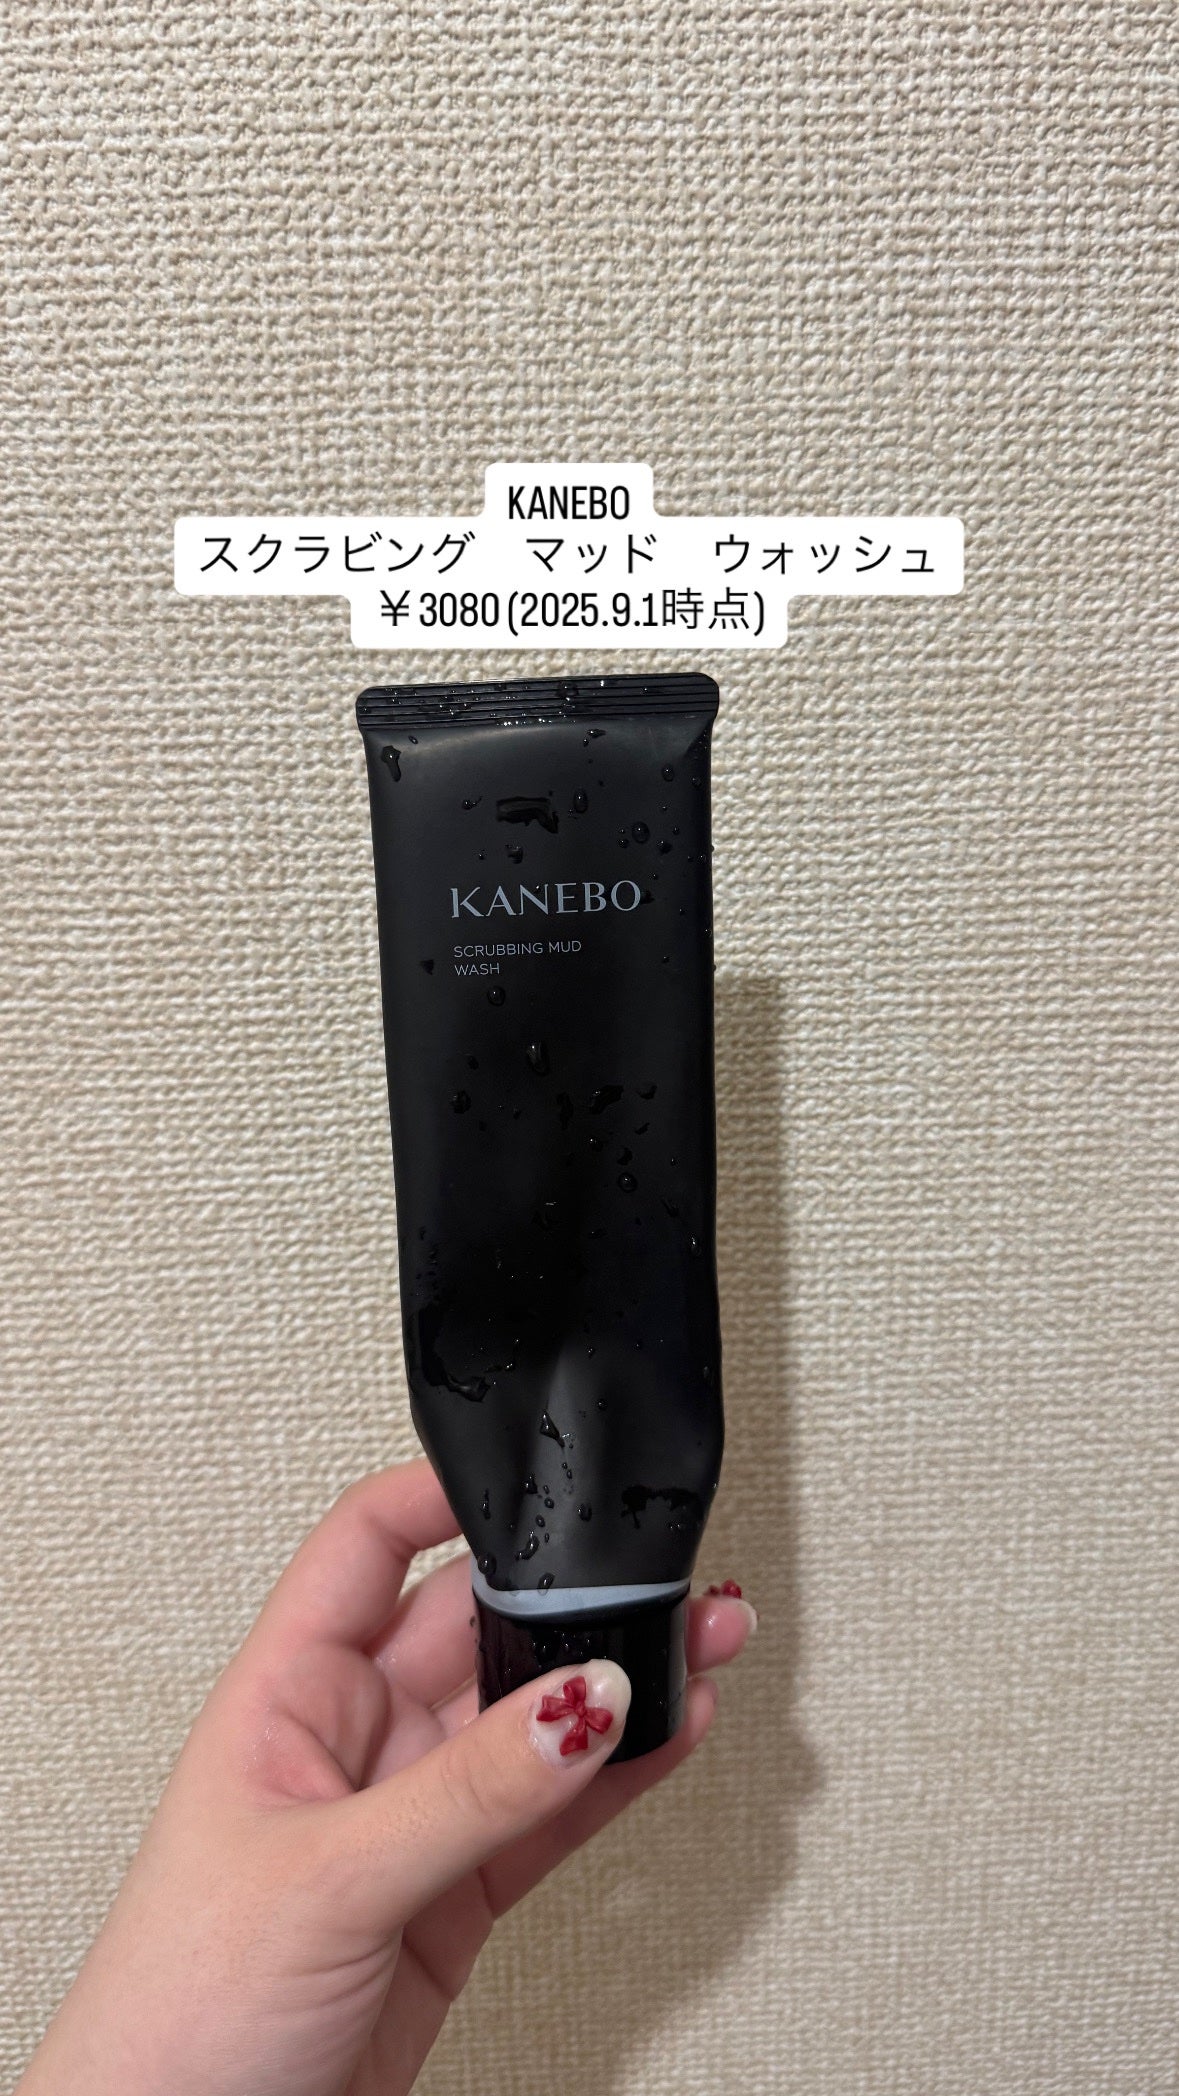 KANEBO
スクラビング　マッド　ウォッシュ
￥3080(2025.9.1時点)
KANEBO
SCRUBBING MUD
WASH